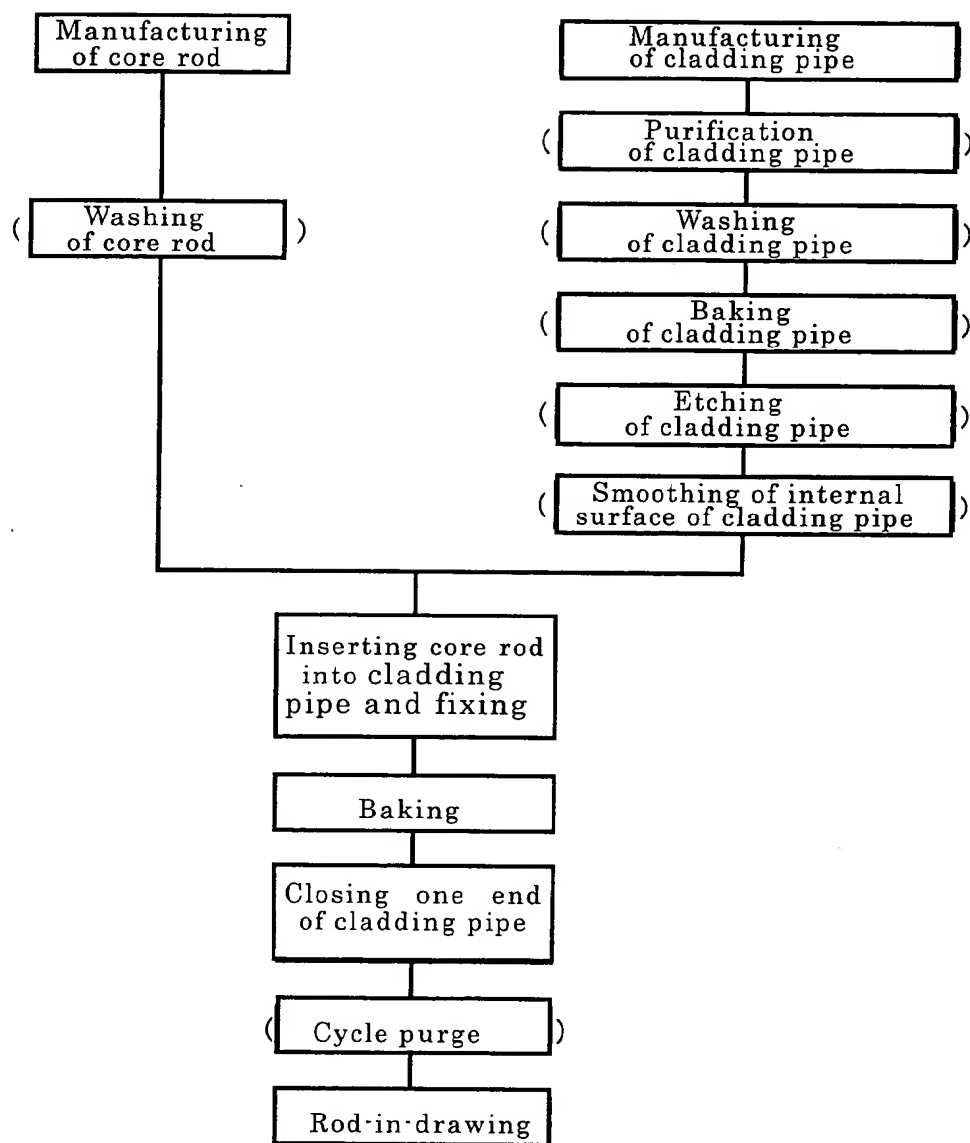 Manufacturing
of core rod
( Washing )
of core rod
Manufacturing
of cladding pipe
( Purification )
of cladding pipe
( Washing )
of cladding pipe
( Baking )
of cladding pipe
( Etching )
of cladding pipe
( Smoothing of internal )
surface of cladding pipe
Inserting core rod
into cladding
pipe and fixing
Baking
Closing one end
of cladding pipe
( Cycle purge )
Rod-in-drawing